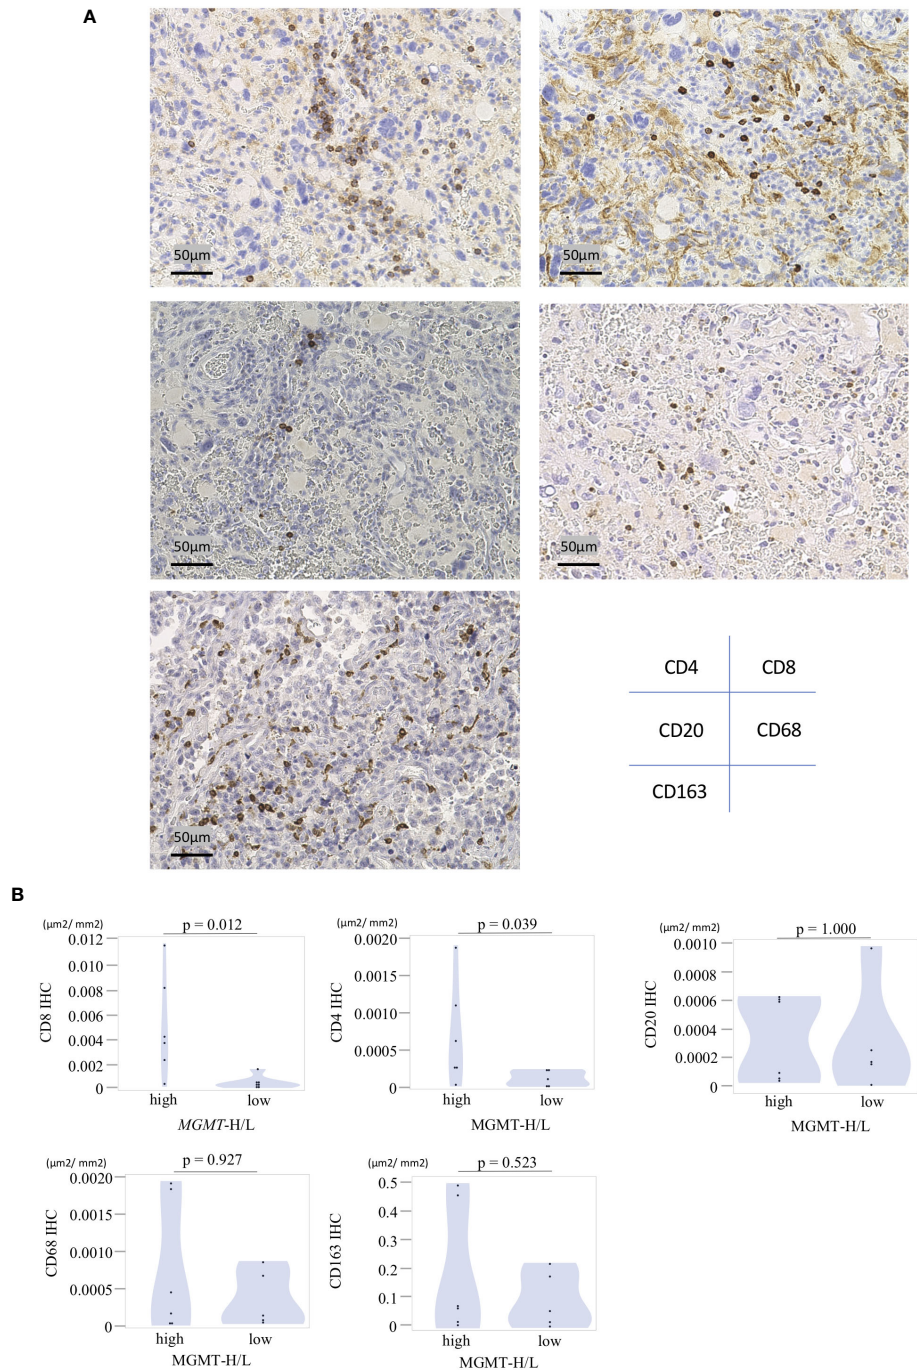 A
50µm
50µm
50µm
50µm
50µm
CD4 CD8
CD20 CD68
CD163
B
(µm2/ mm2) p = 0.012
0.012
0.010
0.008
0.006
0.004
0.002
0
CD8 IHC
high low
MGMT-H/L
(µm2/ mm2) p = 0.039
0.0020
0.0015
0.0010
0.0005
0
CD4 IHC
high low
MGMT-H/L
(µm2/ mm2) p = 1.000
0.0010
0.0008
0.0006
0.0004
0.0002
0
CD20 IHC
high low
MGMT-H/L
(µm2/ mm2) p = 0.927
0.0020
0.0015
0.0010
0.0005
0
CD68 IHC
high low
MGMT-H/L
(µm2/ mm2) p = 0.523
0.5
0.4
0.3
0.2
0.1
0
CD163 IHC
high low
MGMT-H/L